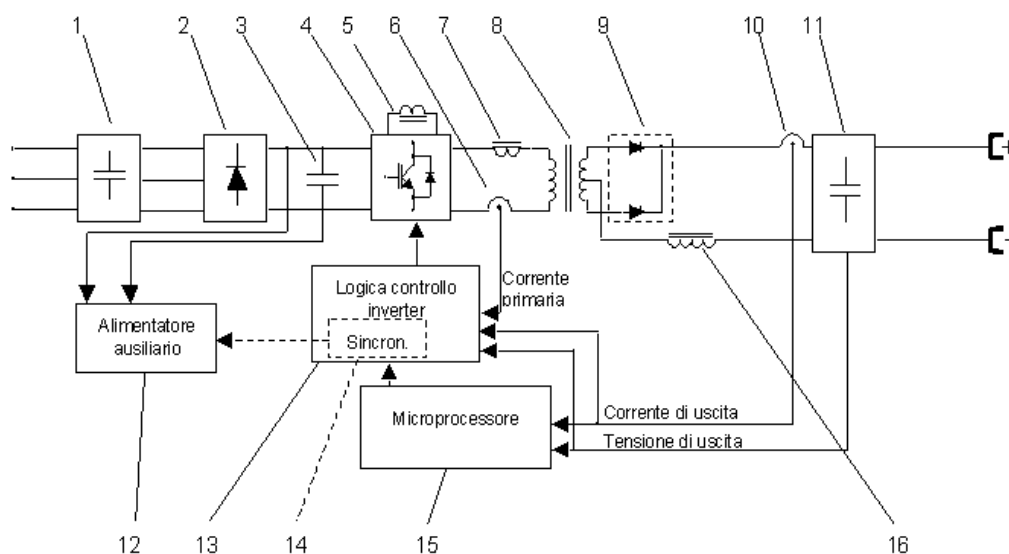 1 2 3 4 5 6 7 8 9 10 11
Corrente
primaria
Logica controllo
inverter
Sincron.
Alimentatore
ausiliario
Microprocessore
Corrente di uscita
Tensione di uscita
12 13 14 15 16